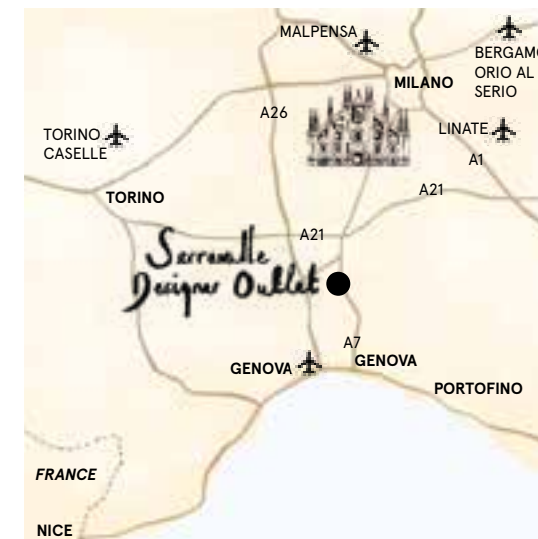 MALPENSA
BERGAMO
ORIO AL
SERIO
MILANO
A26
LINATE
TORINO
CASELLE
A1
A21
TORINO
A21
Serravalle
Designer Outlet
A7
GENOVA
GENOVA
PORTOFINO
FRANCE
NICE